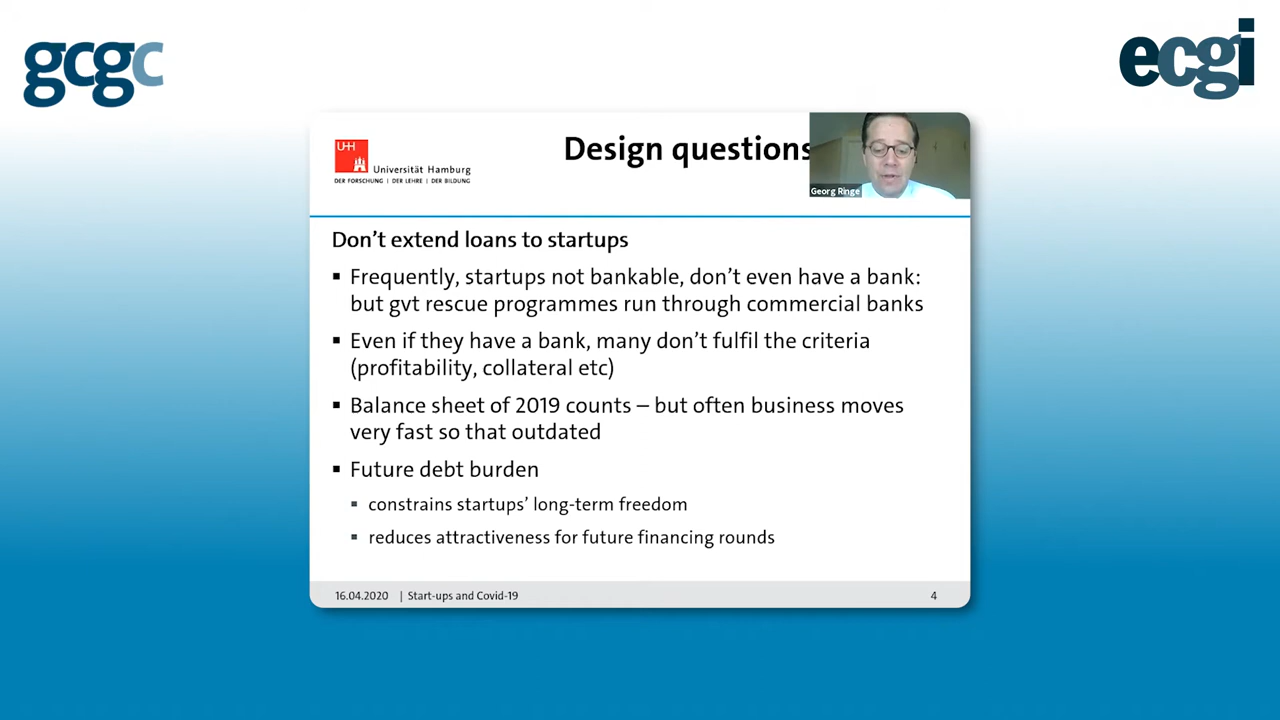 gcgc
ecgi
UHH
Universität Hamburg
DER FORSCHUNG | DER LEHRE | DER BILDUNG
Design questions
Georg Ringe
Don't extend loans to startups
▪ Frequently, startups not bankable, don't even have a bank:
but gvt rescue programmes run through commercial banks
▪ Even if they have a bank, many don't fulfil the criteria
(profitability, collateral etc)
▪ Balance sheet of 2019 counts – but often business moves
very fast so that outdated
▪ Future debt burden
▪ constrains startups' long-term freedom
▪ reduces attractiveness for future financing rounds
16.04.2020 | Start-ups and Covid-19 4